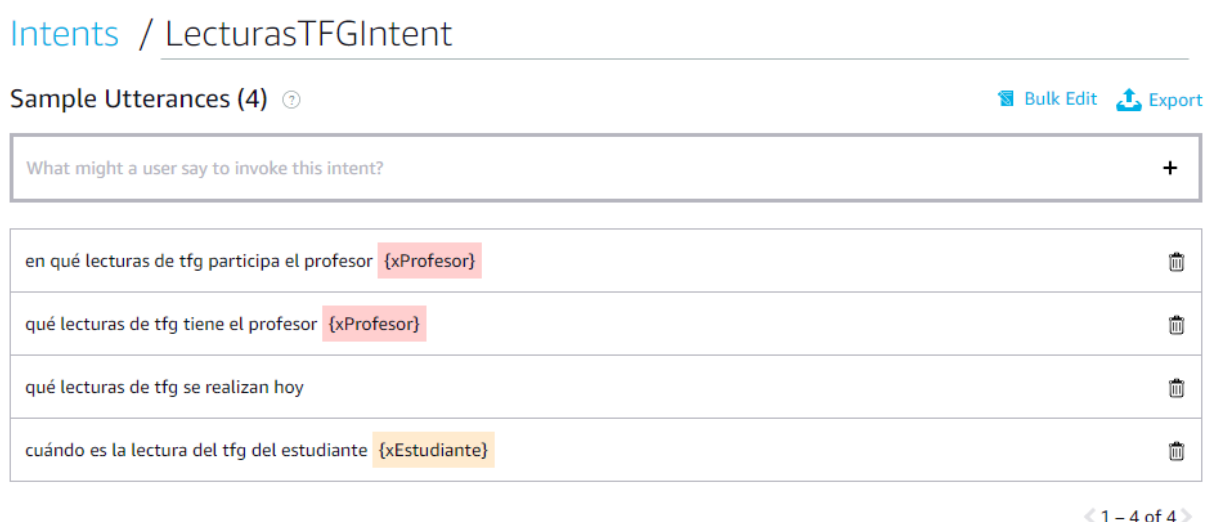 Intents / LecturasTFGIntent
Sample Utterances (4) ?
Bulk Edit Export
What might a user say to invoke this intent? +
en qué lecturas de tfg participa el profesor {xProfesor}
qué lecturas de tfg tiene el profesor {xProfesor}
qué lecturas de tfg se realizan hoy
cuándo es la lectura del tfg del estudiante {xEstudiante}
< 1 – 4 of 4 >